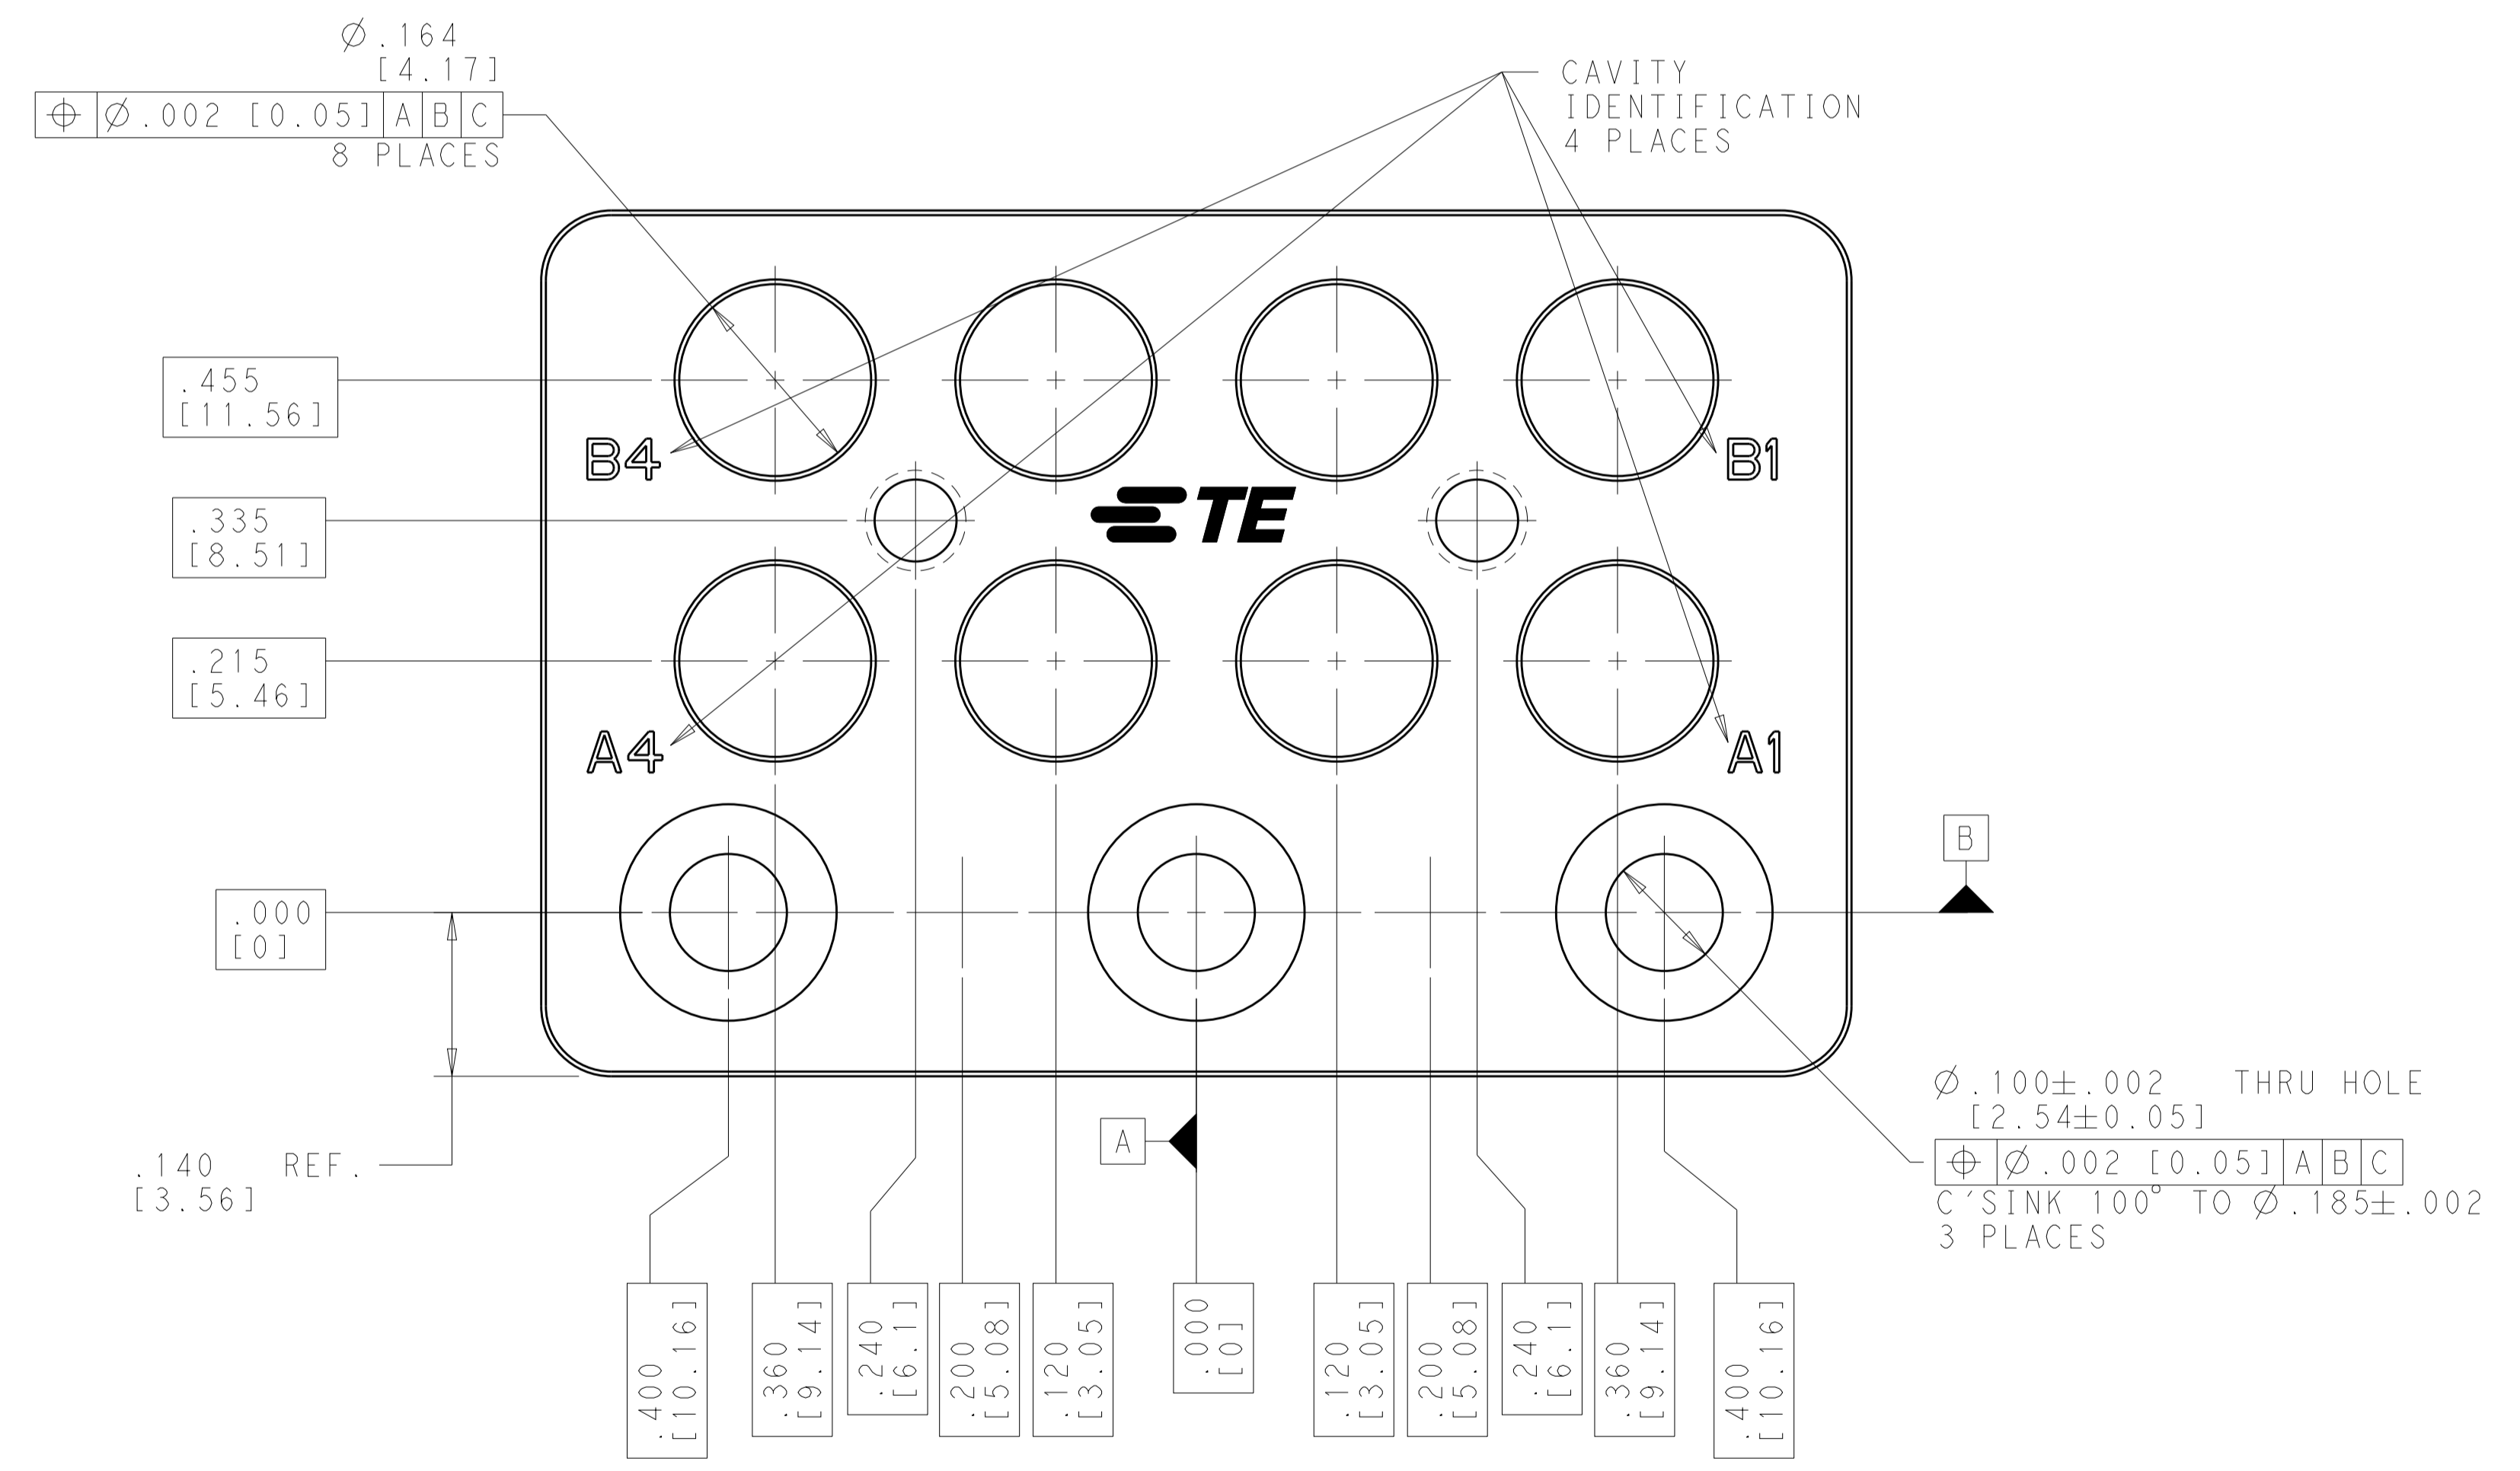 ⌀.164
[4.17]
⌖ ⌀.002 [0.05] A B C
8 PLACES
CAVITY
IDENTIFICATION
4 PLACES
.455
[11.56]
B4
B1
TE
.335
[8.51]
.215
[5.46]
A4
A1
B
.000
[0]
.140 REF.
[3.56]
A
⌀.100±.002 THRU HOLE
[2.54±0.05]
⌖ ⌀.002 [0.05] A B C
C'SINK 100° TO ⌀.185±.002
3 PLACES
.400
[10.16]
.360
[9.14]
.240
[6.1]
.200
[5.08]
.120
[3.05]
.000
[0]
.120
[3.05]
.200
[5.08]
.240
[6.1]
.360
[9.14]
.400
[10.16]